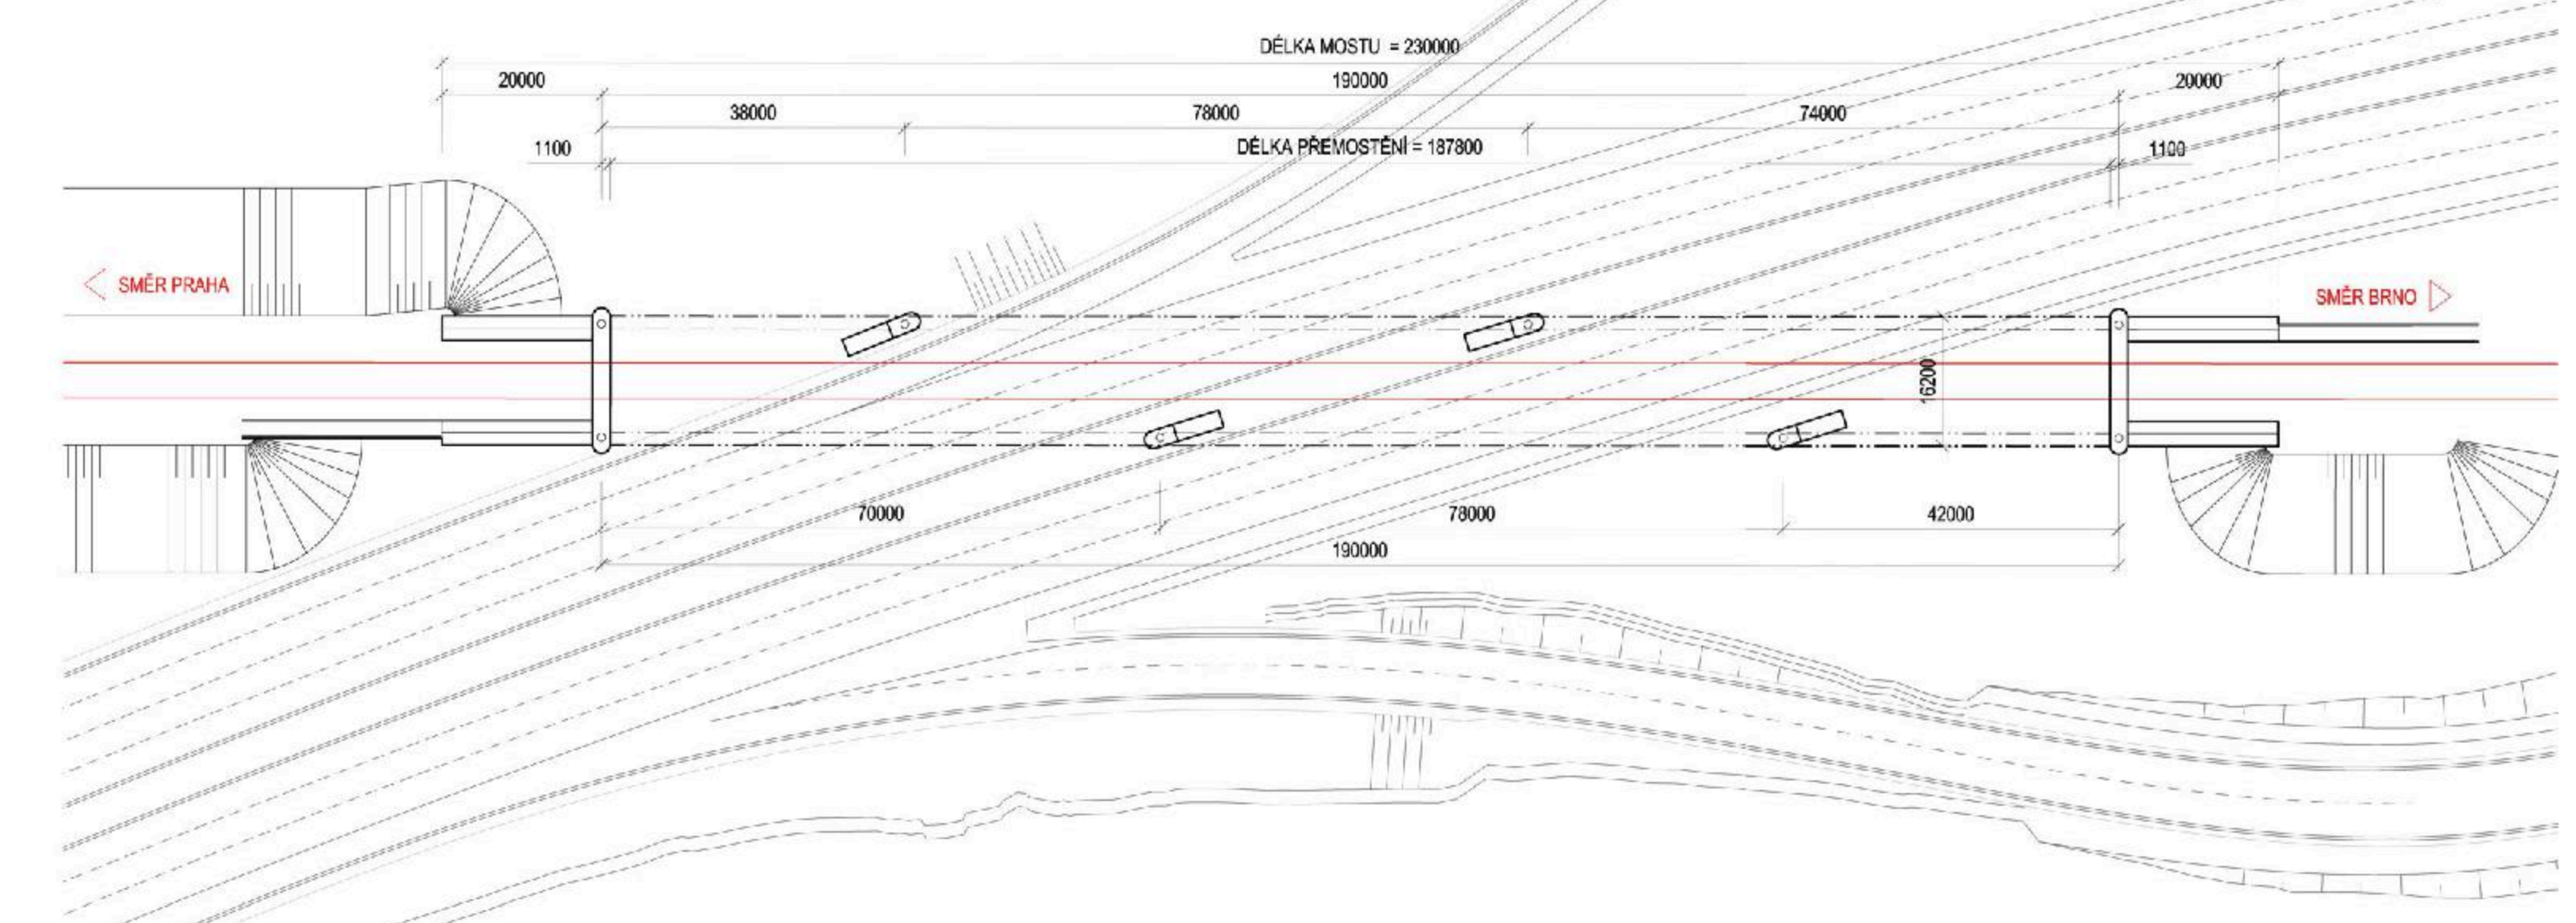 DÉLKA MOSTU = 230000
20000 190000 20000
38000 78000 74000
1100 DÉLKA PŘEMOSTĚNÍ = 187800 1100
SMĚR PRAHA
SMĚR BRNO
16200
70000 78000 42000
190000